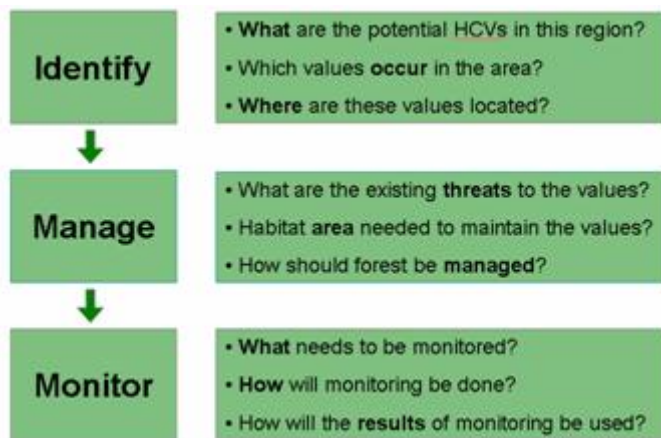 Identify
• What are the potential HCVs in this region?
• Which values occur in the area?
• Where are these values located?
Manage
• What are the existing threats to the values?
• Habitat area needed to maintain the values?
• How should forest be managed?
Monitor
• What needs to be monitored?
• How will monitoring be done?
• How will the results of monitoring be used?